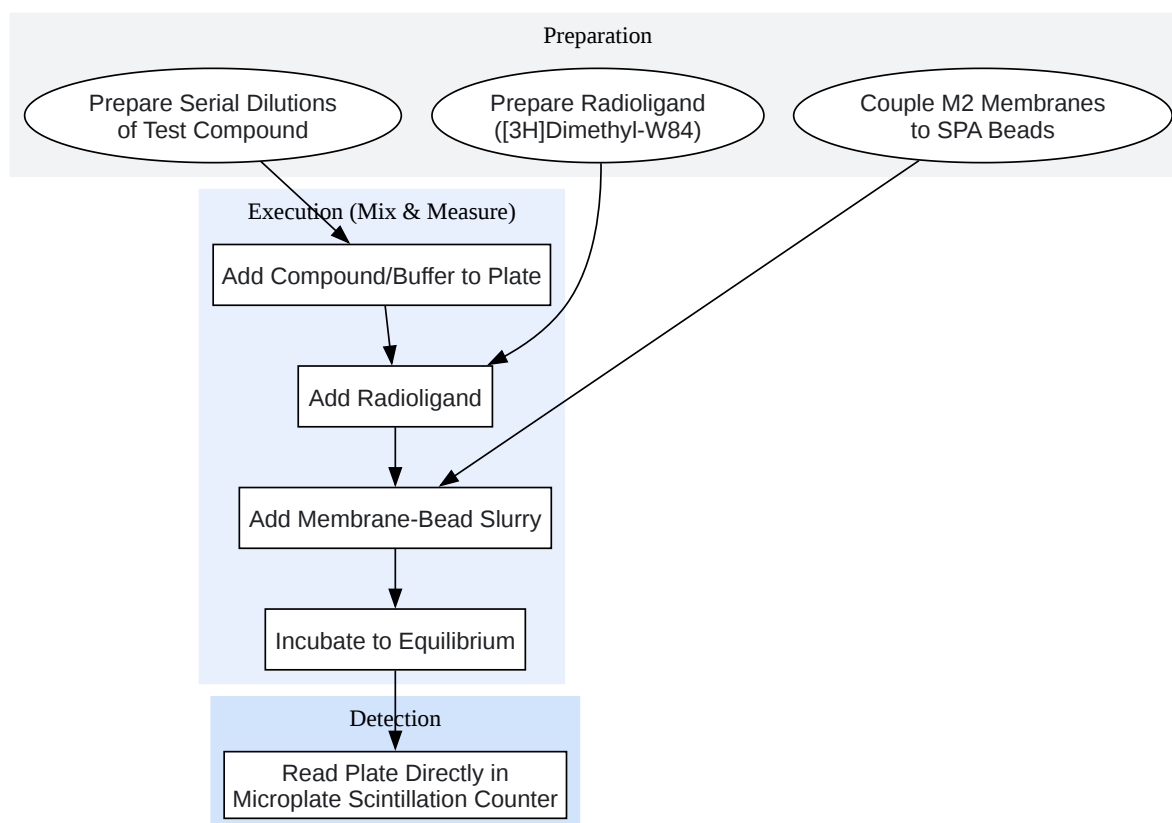 Preparation
Prepare Serial Dilutions
of Test Compound
Prepare Radioligand
([3H]Dimethyl-W84)
Couple M2 Membranes
to SPA Beads
Execution (Mix & Measure)
Add Compound/Buffer to Plate
Add Radioligand
Add Membrane-Bead Slurry
Incubate to Equilibrium
Detection
Read Plate Directly in
Microplate Scintillation Counter